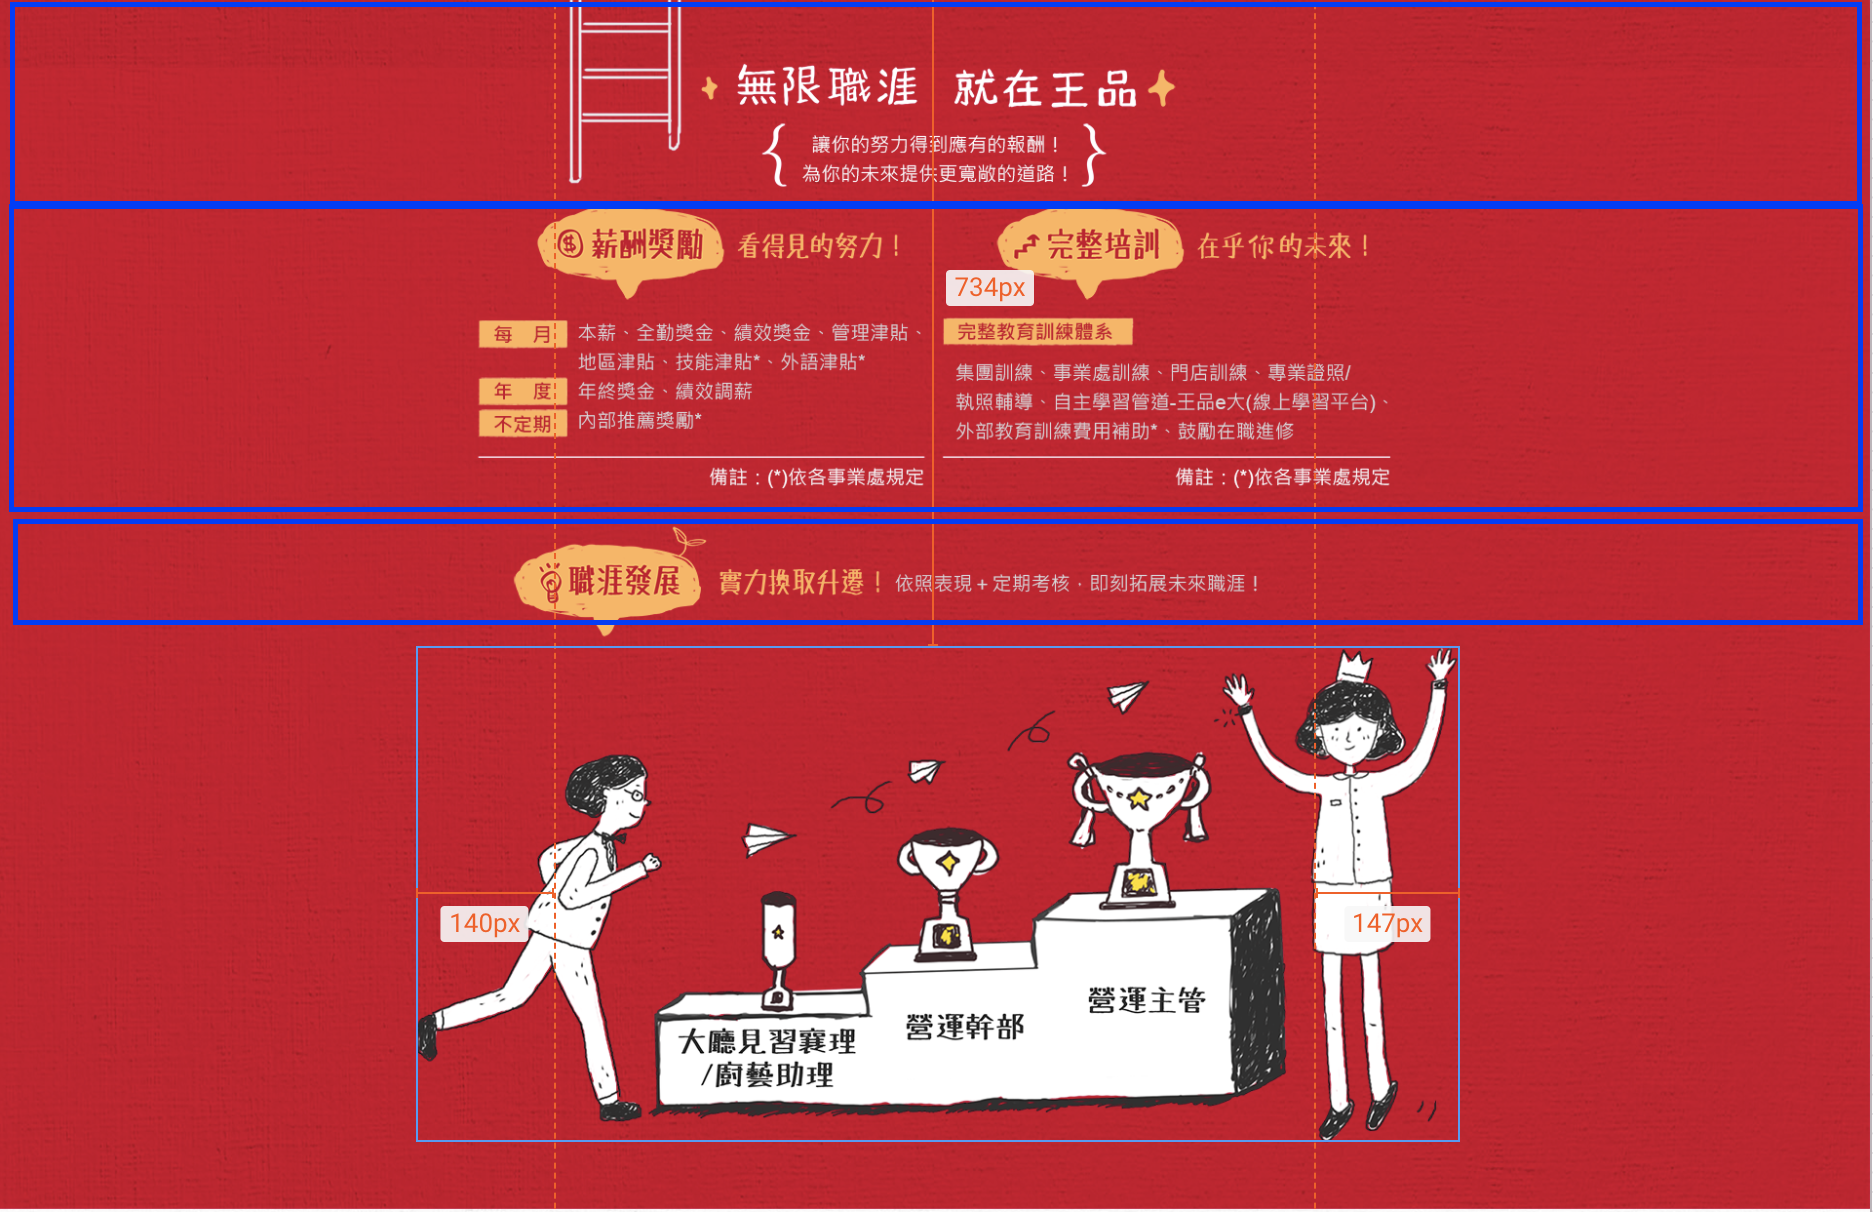 無限職涯 就在王品
讓你的努力得到應有的報酬！
為你的未來提供更寬敞的道路！
薪酬獎勵 看得見的努力！
每 月 本薪、全勤獎金、績效獎金、管理津貼、
地區津貼、技能津貼*、外語津貼*
年 度 年終獎金、績效調薪
不定期 內部推薦獎勵*
備註：(*)依各事業處規定
完整培訓 在乎你的未來！
734px
完整教育訓練體系
集團訓練、事業處訓練、門店訓練、專業證照/
執照輔導、自主學習管道-王品e大(線上學習平台)、
外部教育訓練費用補助*、鼓勵在職進修
備註：(*)依各事業處規定
職涯發展 實力換取升遷！ 依照表現＋定期考核．即刻拓展未來職涯！
140px
147px
大廳見習襄理
/廚藝助理
營運幹部
營運主管